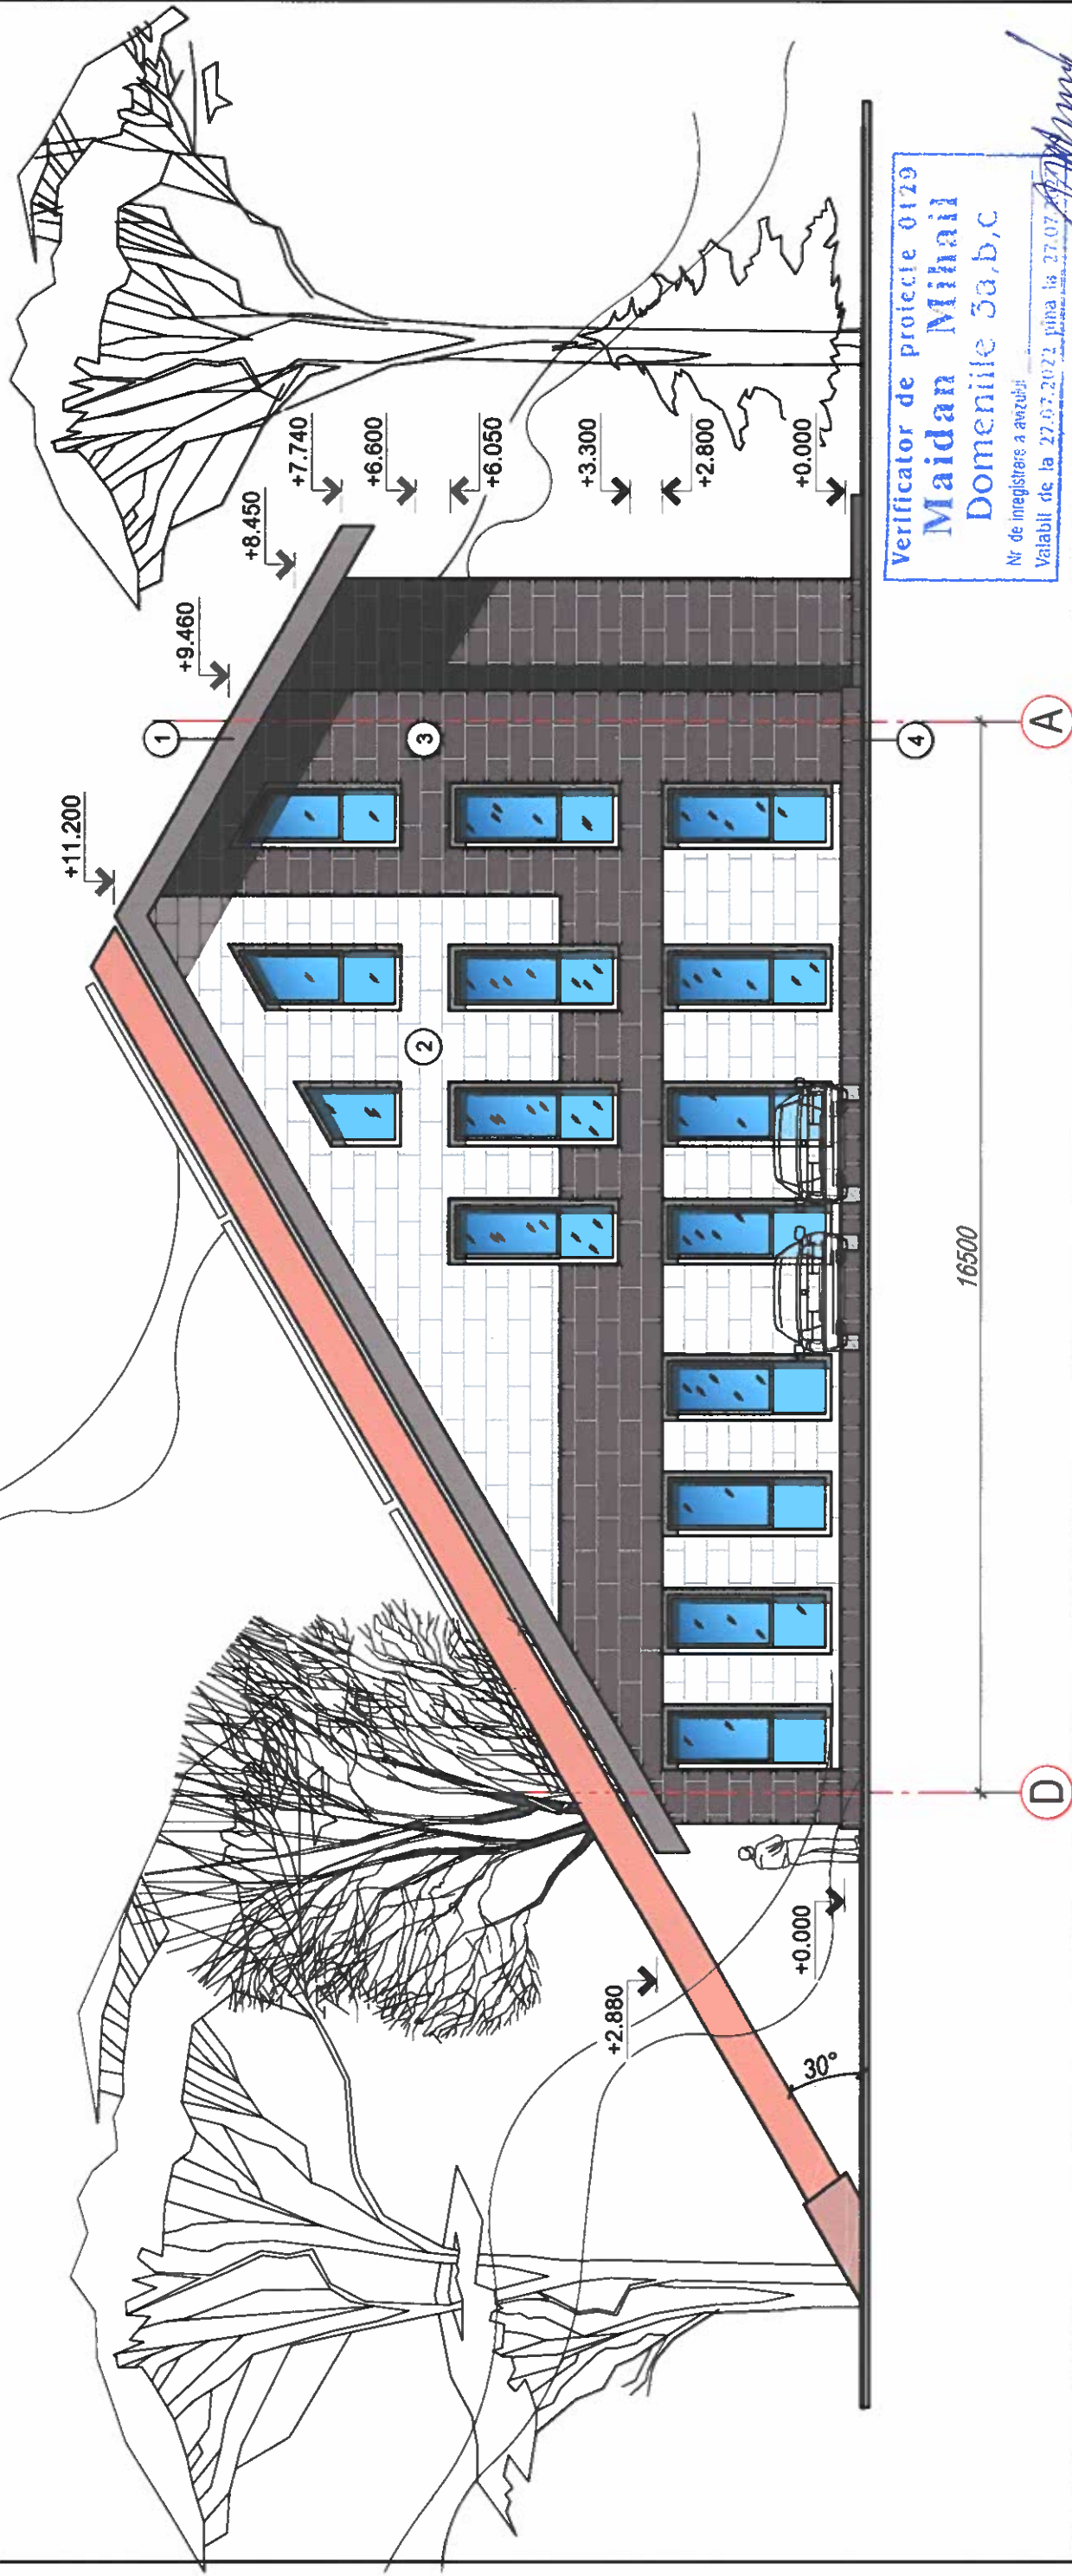 +11.200
+9.460
+8.450
+7.740
+6.600
+6.050
+3.300
+2.800
+0.000
1
3
2
4
+2.880
+0.000
30°
16500
D
A
Verificator de proiecte 0129
Maidan Mihail
Domeniile 3a,b,c
Nr de inregistrare a avizului
Valabil de la 27.07.2022 pina la 27.07